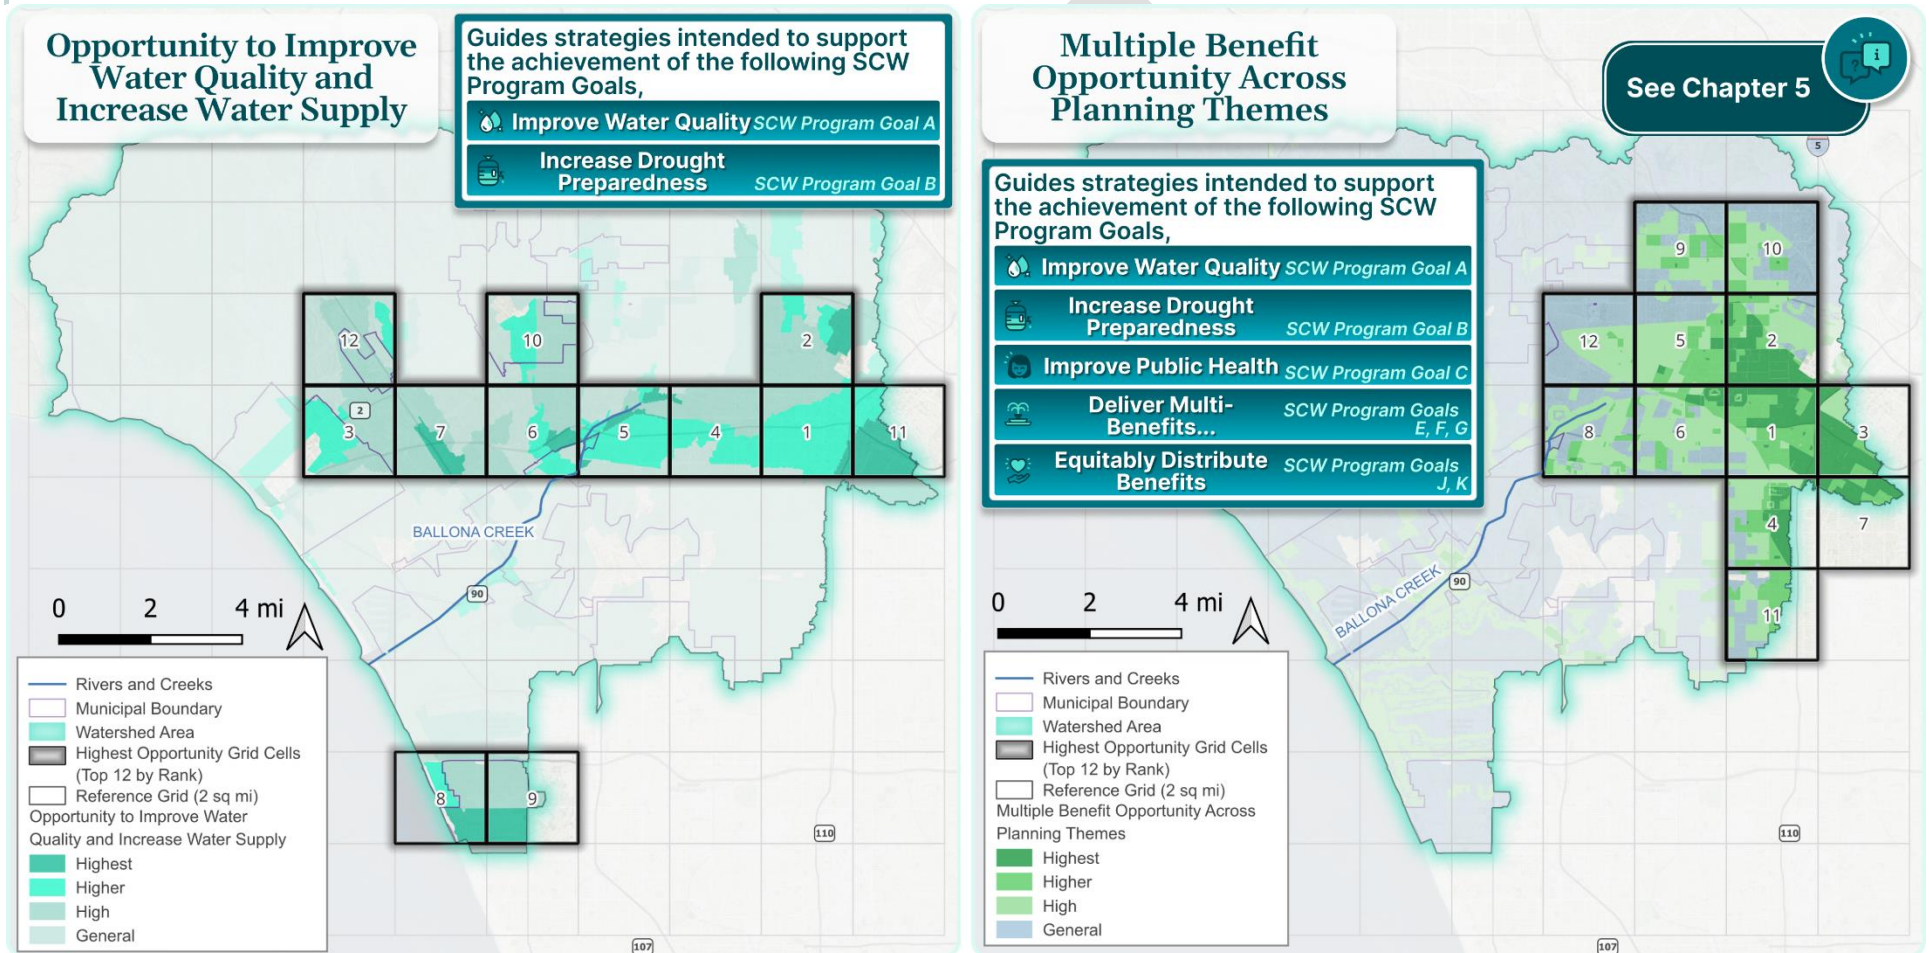 Opportunity to Improve
Water Quality and
Increase Water Supply
Guides strategies intended to support
the achievement of the following SCW
Program Goals,
Improve Water Quality SCW Program Goal A
Increase Drought
Preparedness SCW Program Goal B
12
10
2
2
3
7
6
5
4
1
11
BALLONA CREEK
90
0 2 4 mi
8
9
110
107
Rivers and Creeks
Municipal Boundary
Watershed Area
Highest Opportunity Grid Cells
(Top 12 by Rank)
Reference Grid (2 sq mi)
Opportunity to Improve Water
Quality and Increase Water Supply
Highest
Higher
High
General
Multiple Benefit
Opportunity Across
Planning Themes
See Chapter 5
? i
5
Guides strategies intended to support
the achievement of the following SCW
Program Goals,
Improve Water Quality SCW Program Goal A
Increase Drought
Preparedness SCW Program Goal B
Improve Public Health SCW Program Goal C
Deliver Multi-
Benefits...
SCW Program Goals
E, F, G
Equitably Distribute
Benefits
SCW Program Goals
J, K
9
10
12
5
2
8
6
1
3
4
7
11
BALLONA CREEK
90
0 2 4 mi
110
107
Rivers and Creeks
Municipal Boundary
Watershed Area
Highest Opportunity Grid Cells
(Top 12 by Rank)
Reference Grid (2 sq mi)
Multiple Benefit Opportunity Across
Planning Themes
Highest
Higher
High
General